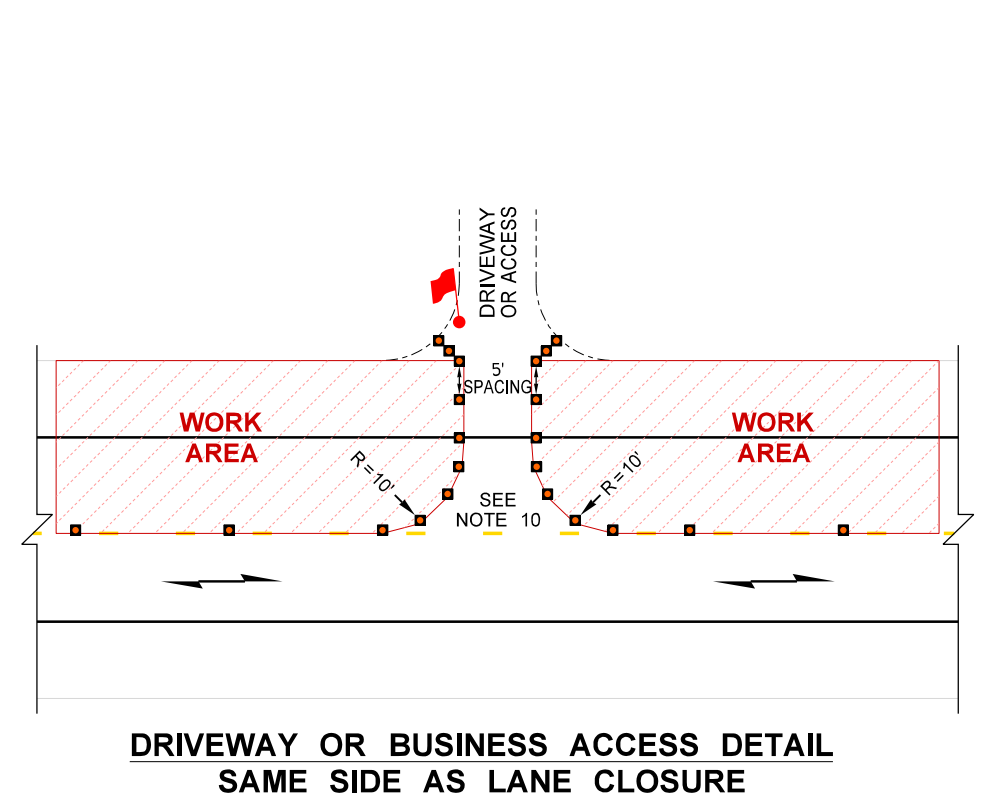 DRIVEWAY
OR ACCESS
5'
SPACING
WORK
AREA
WORK
AREA
R=10'
R=10'
SEE
NOTE 10
DRIVEWAY OR BUSINESS ACCESS DETAIL
SAME SIDE AS LANE CLOSURE